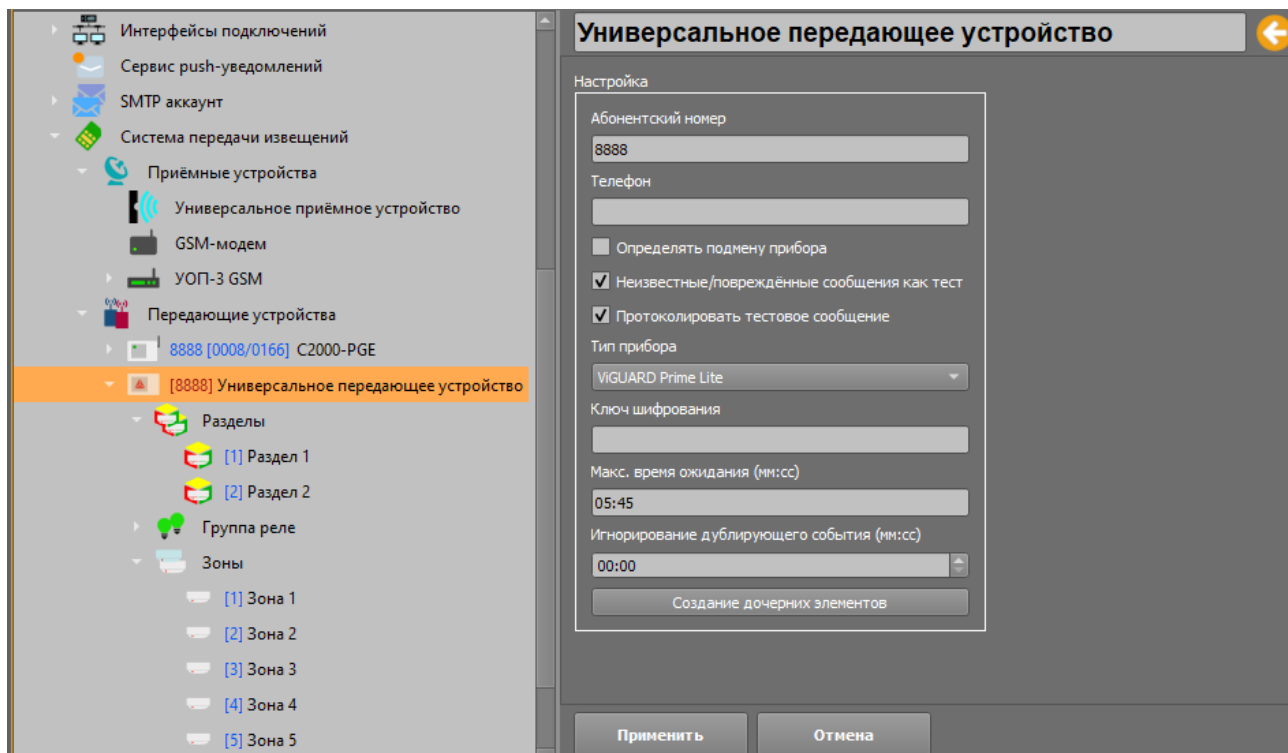 Интерфейсы подключений
Сервис push-уведомлений
SMTP аккаунт
Система передачи извещений
Приёмные устройства
Универсальное приёмное устройство
GSM-модем
УОП-3 GSM
Передающие устройства
8888 [0008/0166] С2000-PGE
[8888] Универсальное передающее устройство
Разделы
[1] Раздел 1
[2] Раздел 2
Группа реле
Зоны
[1] Зона 1
[2] Зона 2
[3] Зона 3
[4] Зона 4
[5] Зона 5
Универсальное передающее устройство
Настройка
Абонентский номер
8888
Телефон
Определять подмену прибора
Неизвестные/повреждённые сообщения как тест
Протоколировать тестовое сообщение
Тип прибора
ViGUARD Prime Lite
Ключ шифрования
Макс. время ожидания (мм:сс)
05:45
Игнорирование дублирующего события (мм:сс)
00:00
Создание дочерних элементов
Применить
Отмена